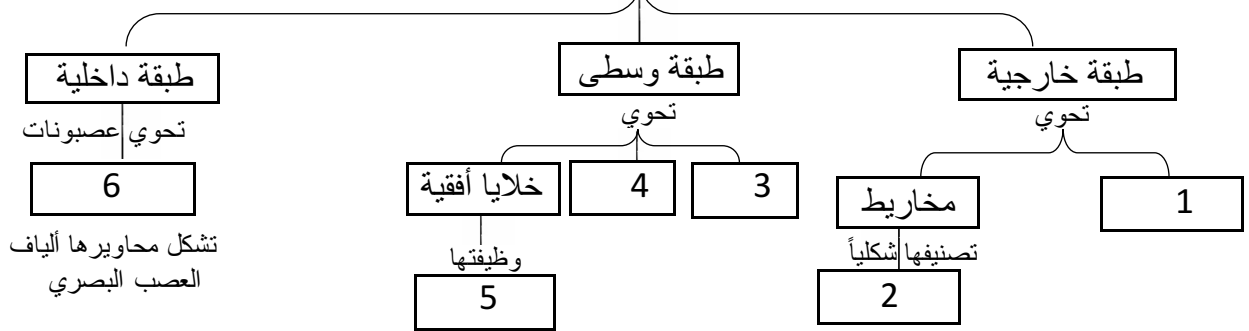 طبقة خارجية
طبقة وسطى
طبقة داخلية
تحوي
تحوي
تحوي عصبونات
1
مخاريط
3
4
خلايا أفقية
6
تصنيفها شكلياً
وظيفتها
تشكل محاويرها ألياف
العصب البصري
2
5